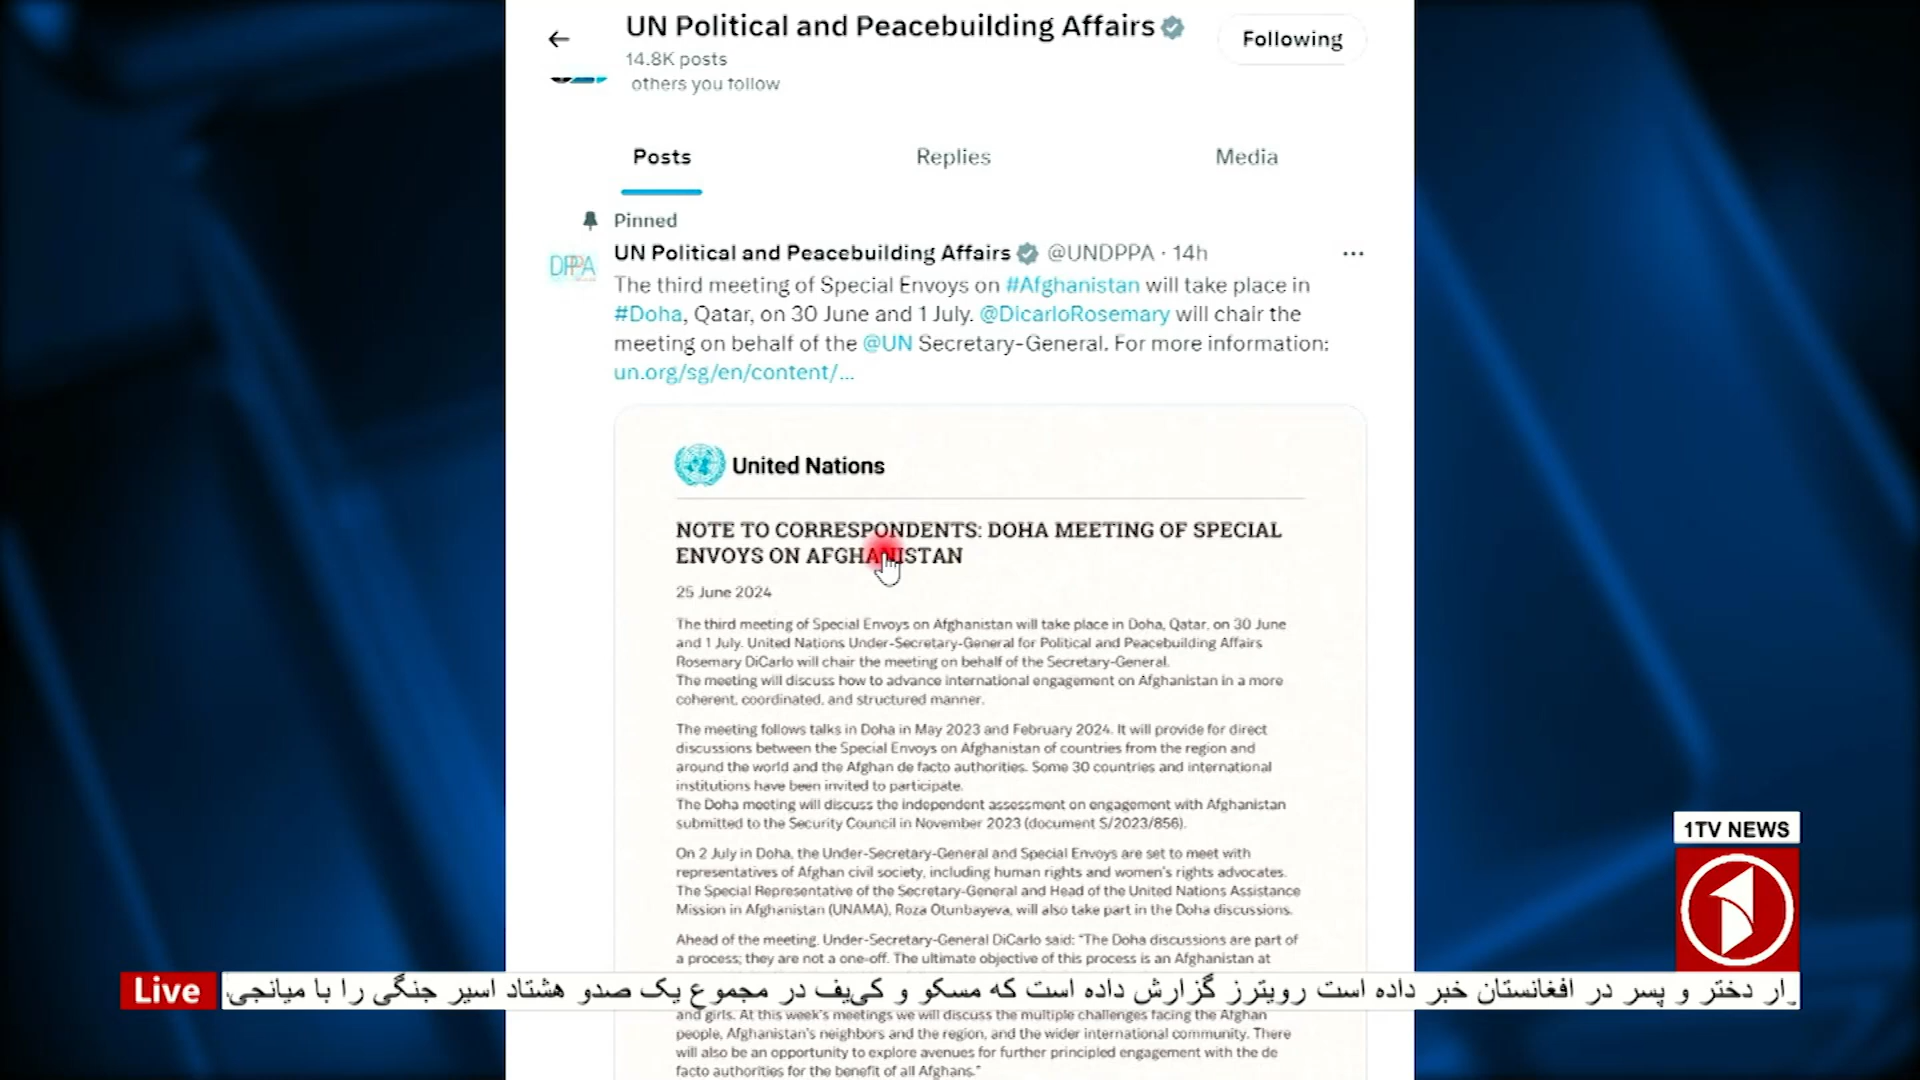 UN Political and Peacebuilding Affairs
Following
14.8K posts
others you follow
Posts
Replies
Media
Pinned
UN Political and Peacebuilding Affairs @UNDPPA · 14h
DPPA
The third meeting of Special Envoys on #Afghanistan will take place in
#Doha, Qatar, on 30 June and 1 July. @DicarloRosemary will chair the
meeting on behalf of the @UN Secretary-General. For more information:
un.org/sg/en/content/...
United Nations
NOTE TO CORRESPONDENTS: DOHA MEETING OF SPECIAL
ENVOYS ON AFGHANISTAN
25 June 2024
The third meeting of Special Envoys on Afghanistan will take place in Doha, Qatar, on 30 June
and 1 July. United Nations Under-Secretary-General for Political and Peacebuilding Affairs
Rosemary DiCarlo will chair the meeting on behalf of the Secretary-General.
The meeting will discuss how to advance international engagement on Afghanistan in a more
coherent, coordinated, and structured manner.
The meeting follows talks in Doha in May 2023 and February 2024. It will provide for direct
discussions between the Special Envoys on Afghanistan of countries from the region and
around the world and the Afghan de facto authorities. Some 30 countries and international
institutions have been invited to participate.
The Doha meeting will discuss the independent assessment on engagement with Afghanistan
submitted to the Security Council in November 2023 (document S/2023/856).
On 2 July in Doha, the Under-Secretary-General and Special Envoys are set to meet with
representatives of Afghan civil society, including human rights and women's rights advocates.
The Special Representative of the Secretary-General and Head of the United Nations Assistance
Mission in Afghanistan (UNAMA), Roza Otunbayeva, will also take part in the Doha discussions.
Ahead of the meeting, Under-Secretary-General DiCarlo said: "The Doha discussions are part of
a process; they are not a one-off. The ultimate objective of this process is an Afghanistan at
and girls. At this week's meetings we will discuss the multiple challenges facing the Afghan
people, Afghanistan's neighbors and the region, and the wider international community. There
will also be an opportunity to explore avenues for further principled engagement with the de
facto authorities for the benefit of all Afghans."
1TV NEWS
Live
ار دختر و پسر در افغانستان خبر داده است رویترز گزارش داده است که مسکو و کی‌یف در مجموع یک صدو هشتاد اسیر جنگی را با میانجی